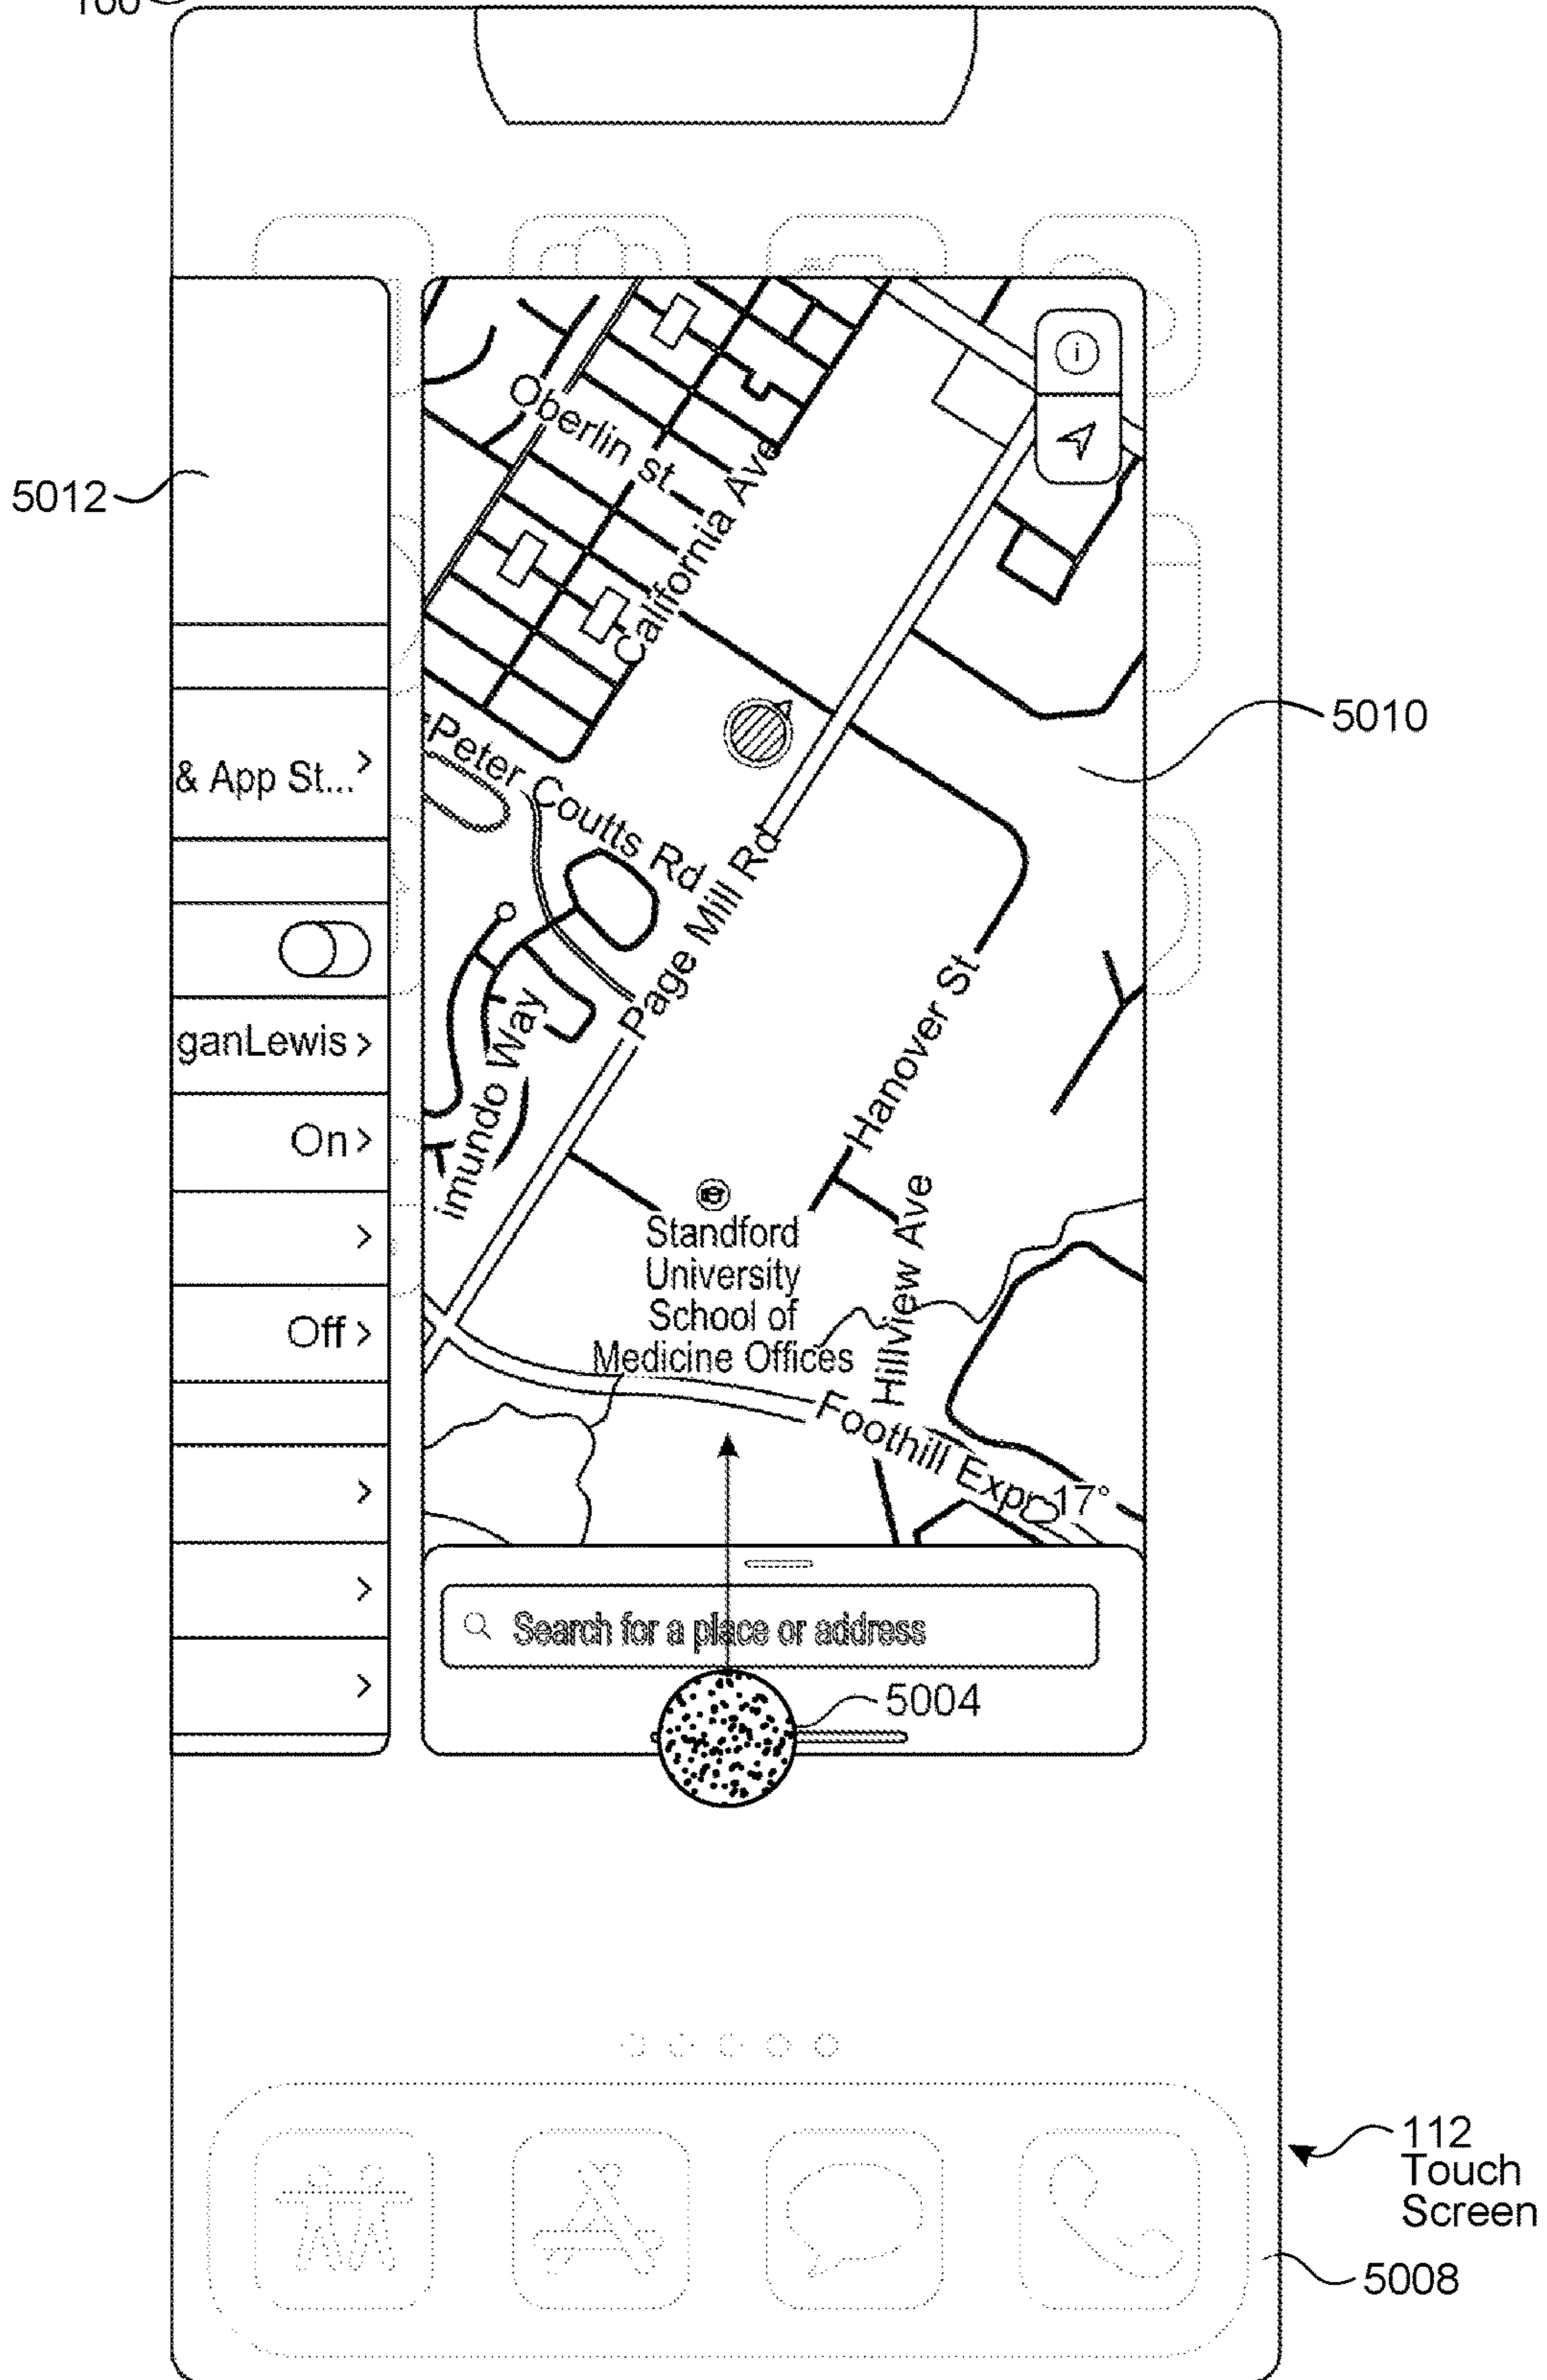 100
Oberlin st
California Ave
5012
5010
& App St...
Peter Coutts Rd
Page Mill Rd
ganLewis
On
imundo Way
Hanover St
Standford
University
School of
Medicine Offices
Hillview Ave
Off
Foothill Expr
17°
Search for a place or address
5004
112
Touch
Screen
5008